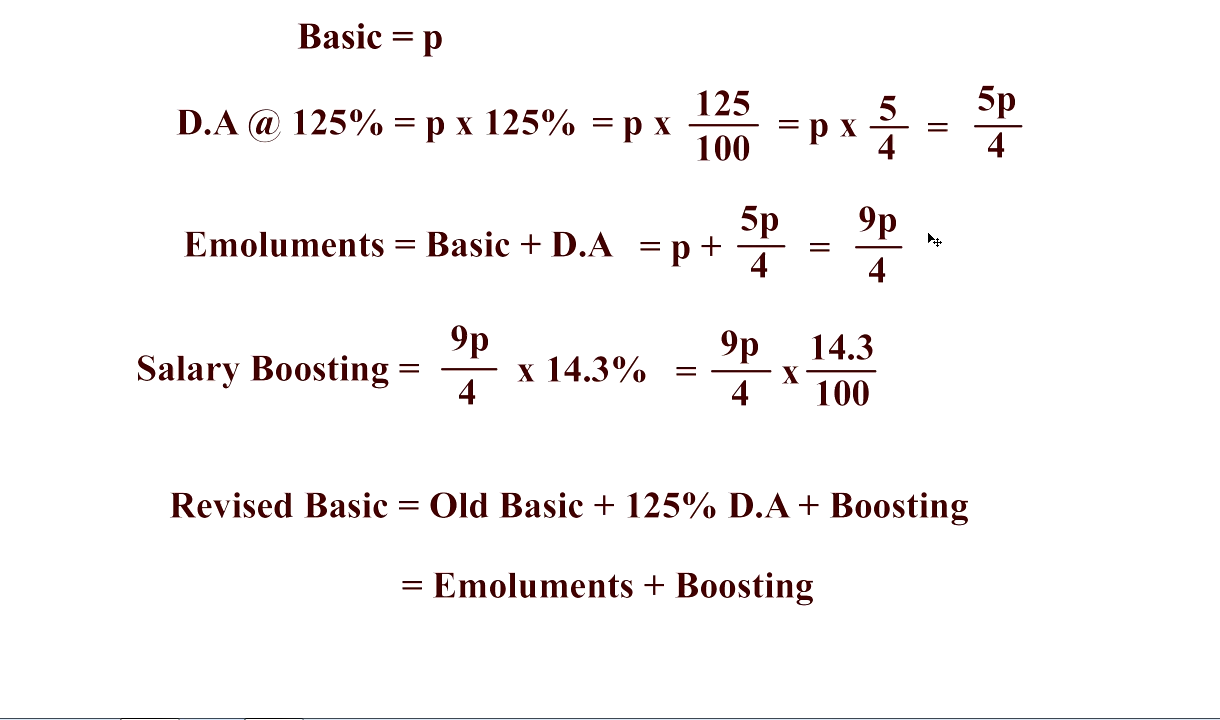 Basic = p
D.A @ 125% = p x 125% = p x 125/100 = p x 5/4 = 5p/4
Emoluments = Basic + D.A = p + 5p/4 = 9p/4
Salary Boosting = 9p/4 x 14.3% = 9p/4 x 14.3/100
Revised Basic = Old Basic + 125% D.A + Boosting
= Emoluments + Boosting